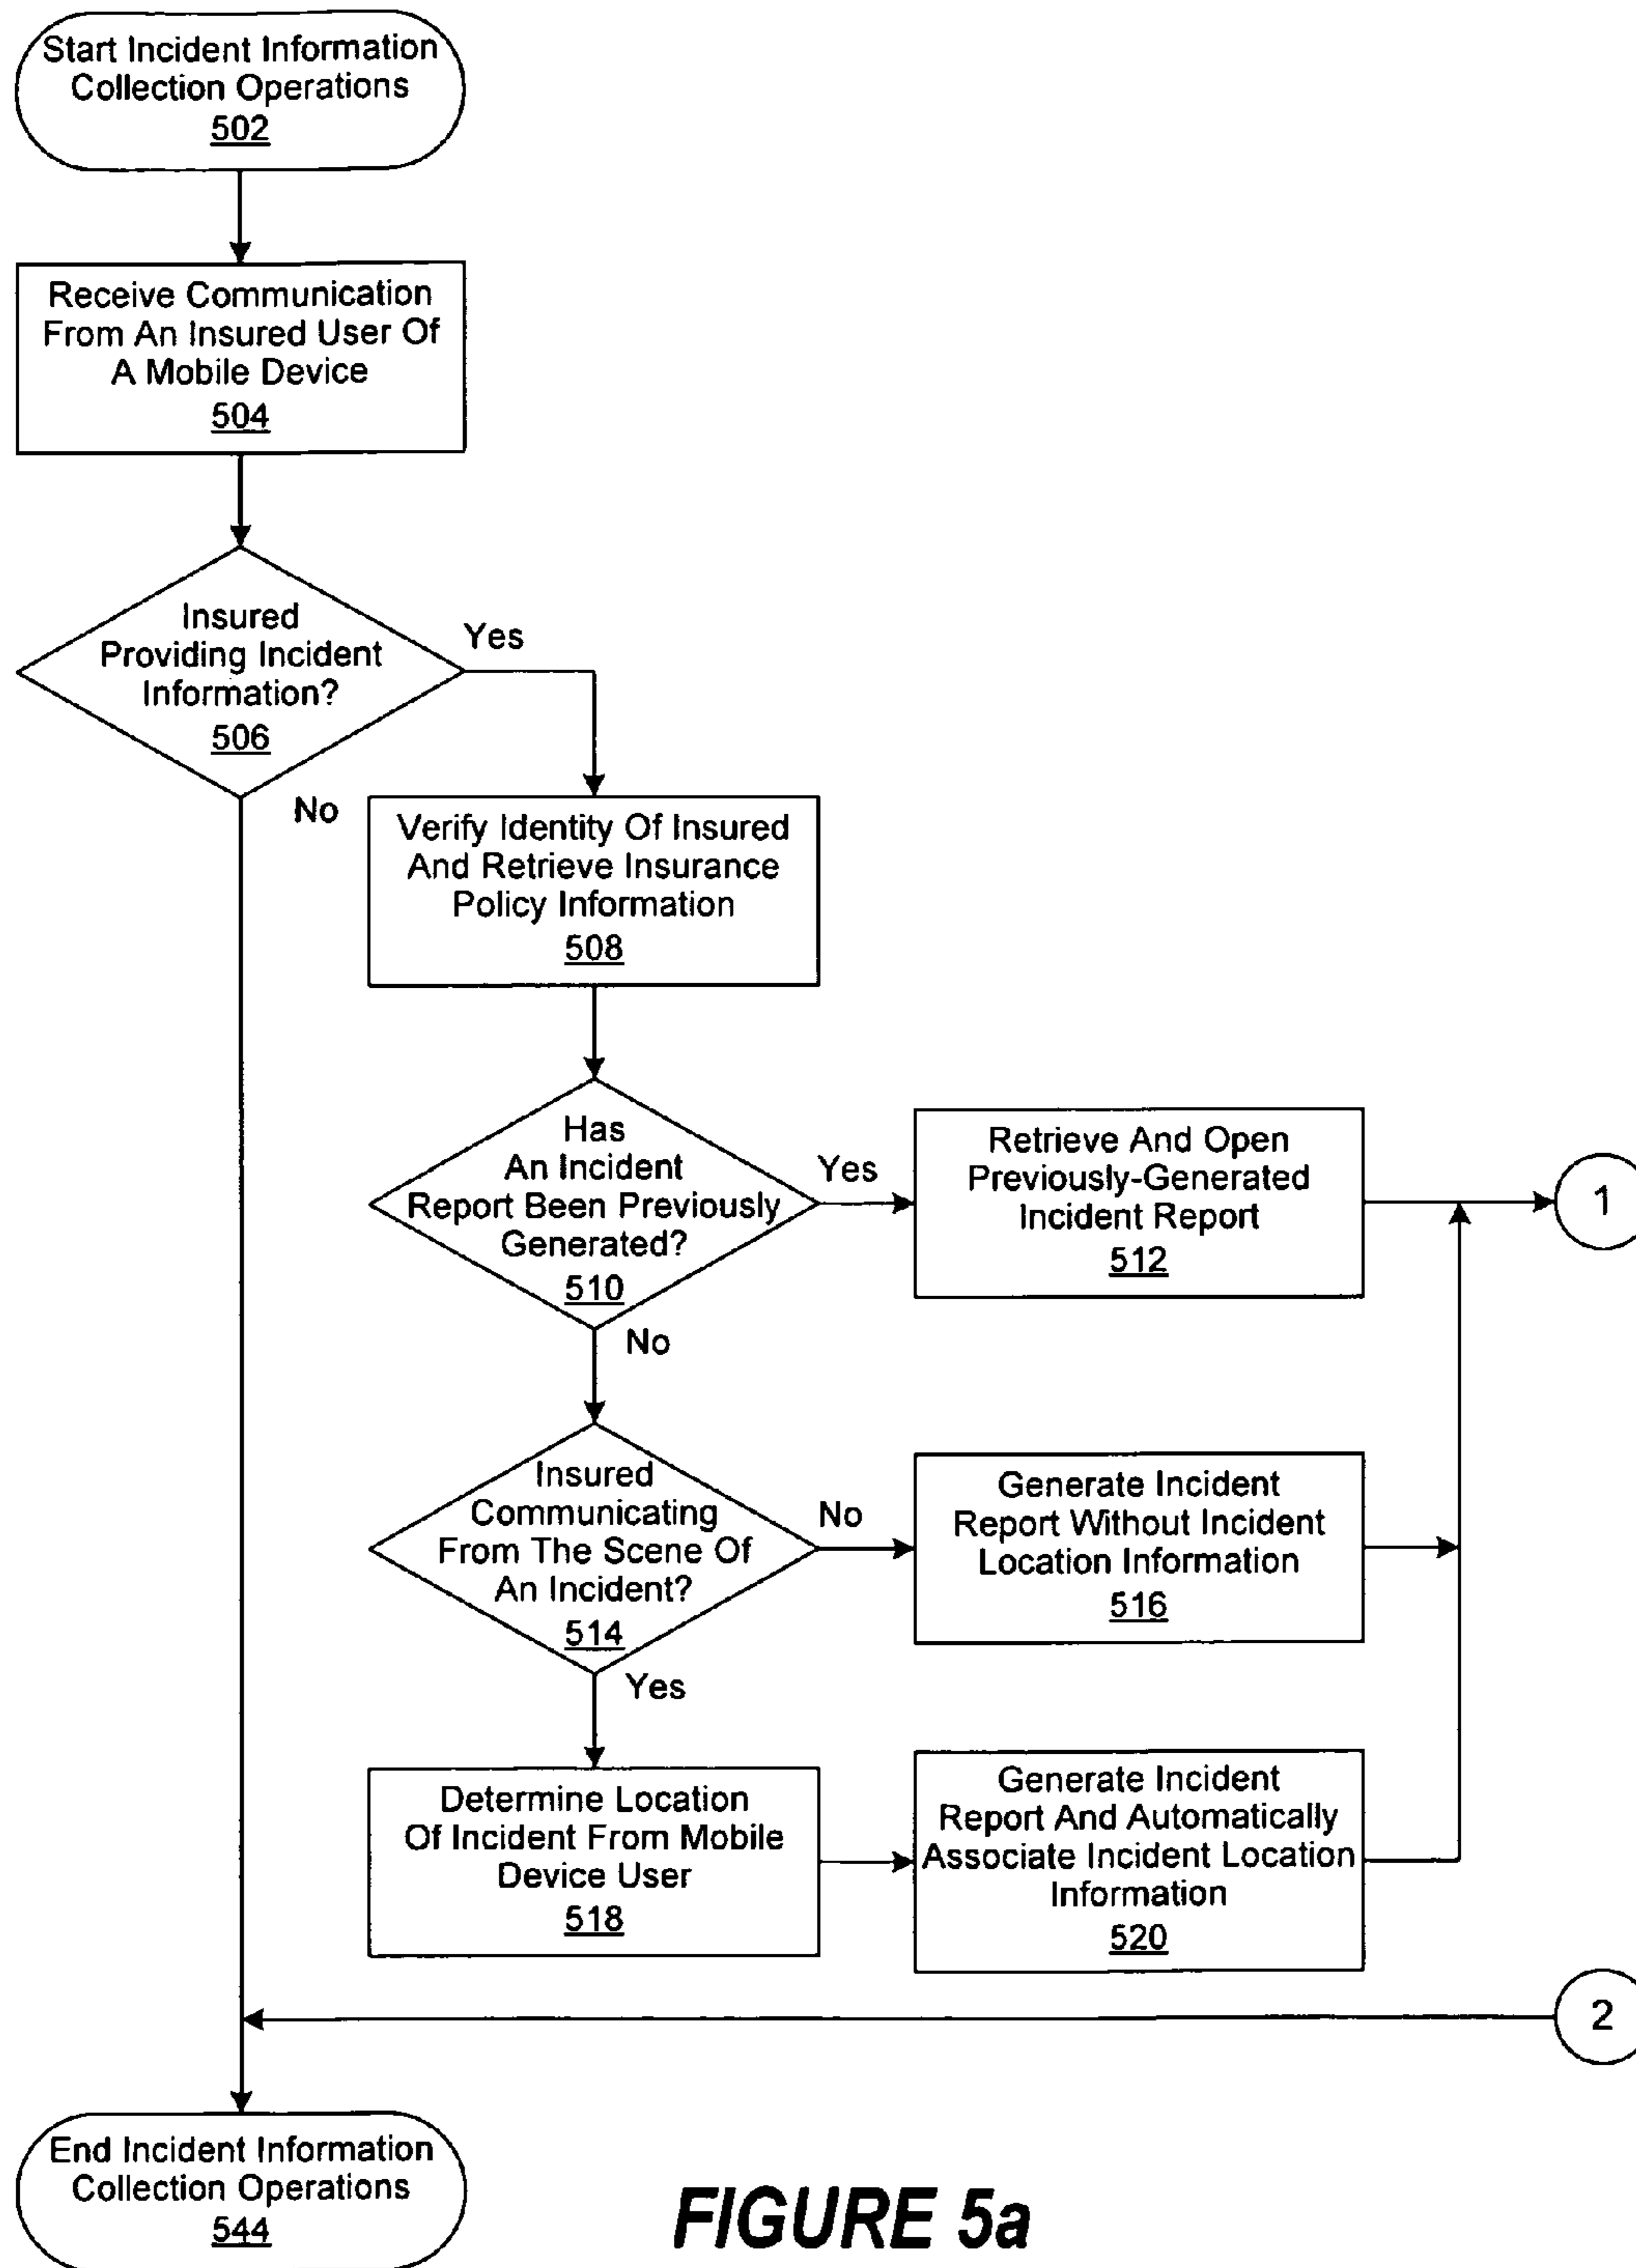 Start Incident Information
Collection Operations
502
Receive Communication
From An Insured User Of
A Mobile Device
504
Insured
Providing Incident
Information?
506
Yes
No
Verify Identity Of Insured
And Retrieve Insurance
Policy Information
508
Has
An Incident
Report Been Previously
Generated?
510
Yes
Retrieve And Open
Previously-Generated
Incident Report
512
1
No
Insured
Communicating
From The Scene Of
An Incident?
514
No
Generate Incident
Report Without Incident
Location Information
516
Yes
Determine Location
Of Incident From Mobile
Device User
518
Generate Incident
Report And Automatically
Associate Incident Location
Information
520
2
End Incident Information
Collection Operations
544
FIGURE 5a